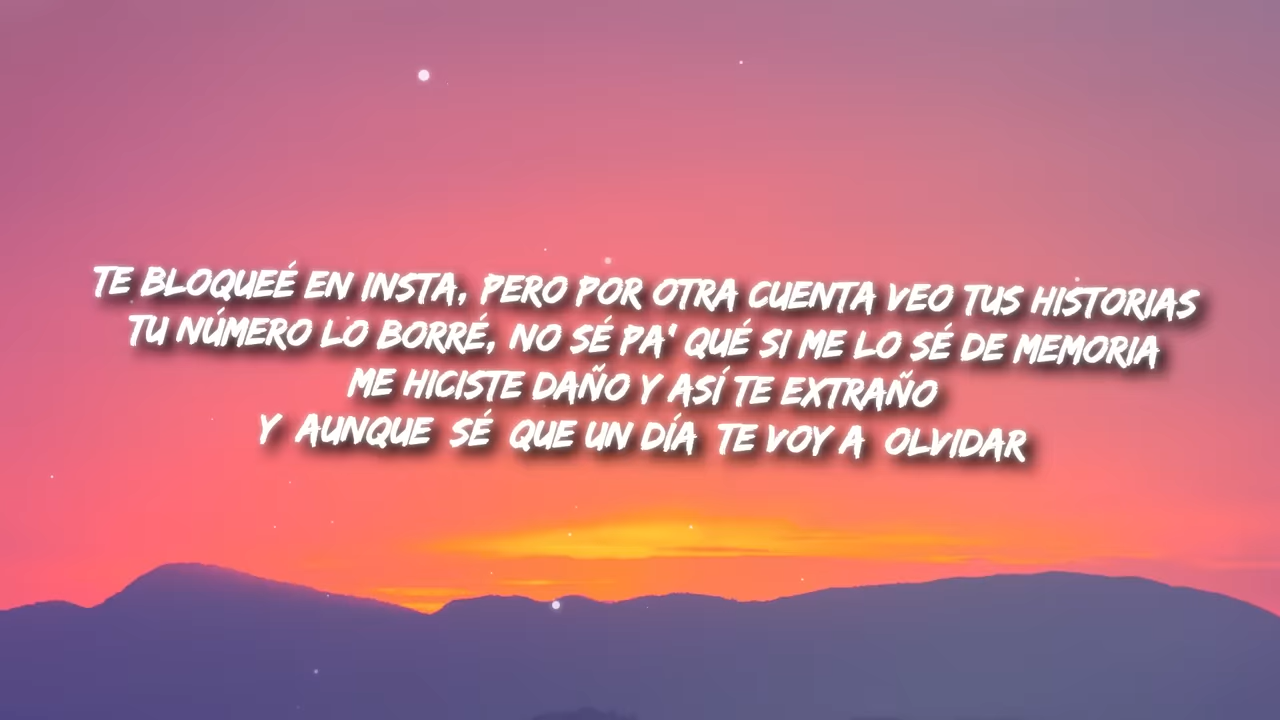 TE BLOQUEÉ EN INSTA, PERO POR OTRA CUENTA VEO TUS HISTORIAS
TU NÚMERO LO BORRÉ, NO SÉ PA' QUÉ SI ME LO SÉ DE MEMORIA
ME HICISTE DAÑO Y ASÍ TE EXTRAÑO
Y AUNQUE SÉ QUE UN DÍA TE VOY A OLVIDAR